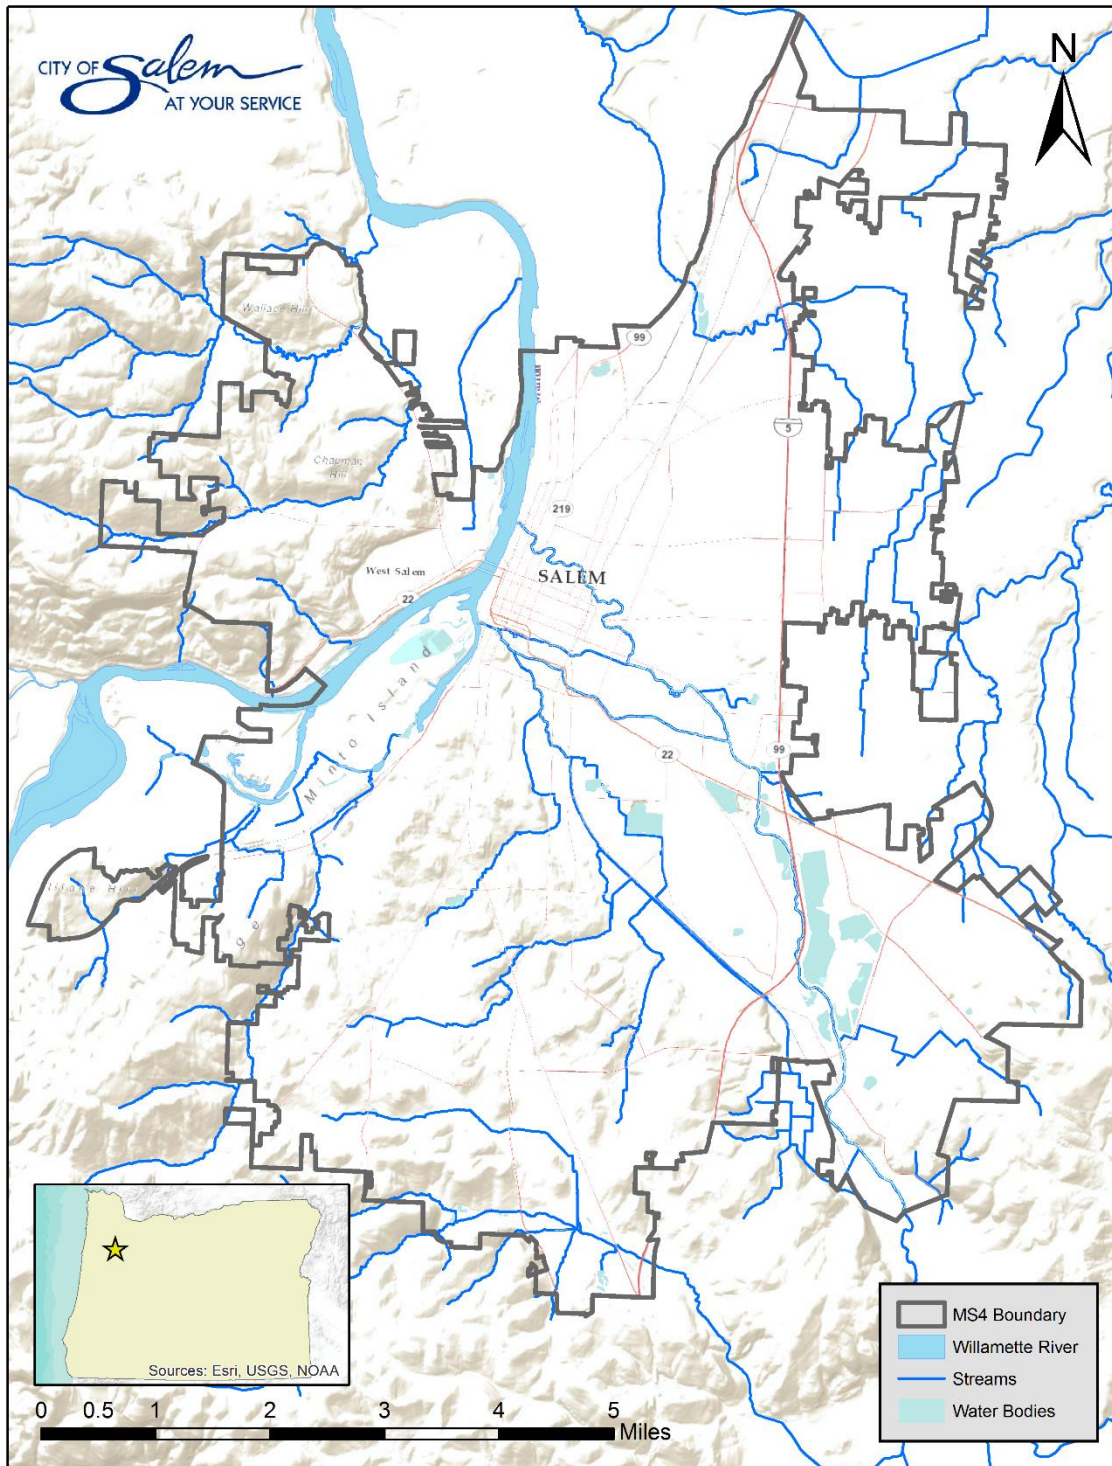 CITY OF Salem
AT YOUR SERVICE
N
Wallace Hill
99
5
Chapman
Hill
219
West Salem
SALEM
22
Minto Island
22
99
Sources: Esri, USGS, NOAA
MS4 Boundary
Willamette River
Streams
Water Bodies
0 0.5 1 2 3 4 5
Miles